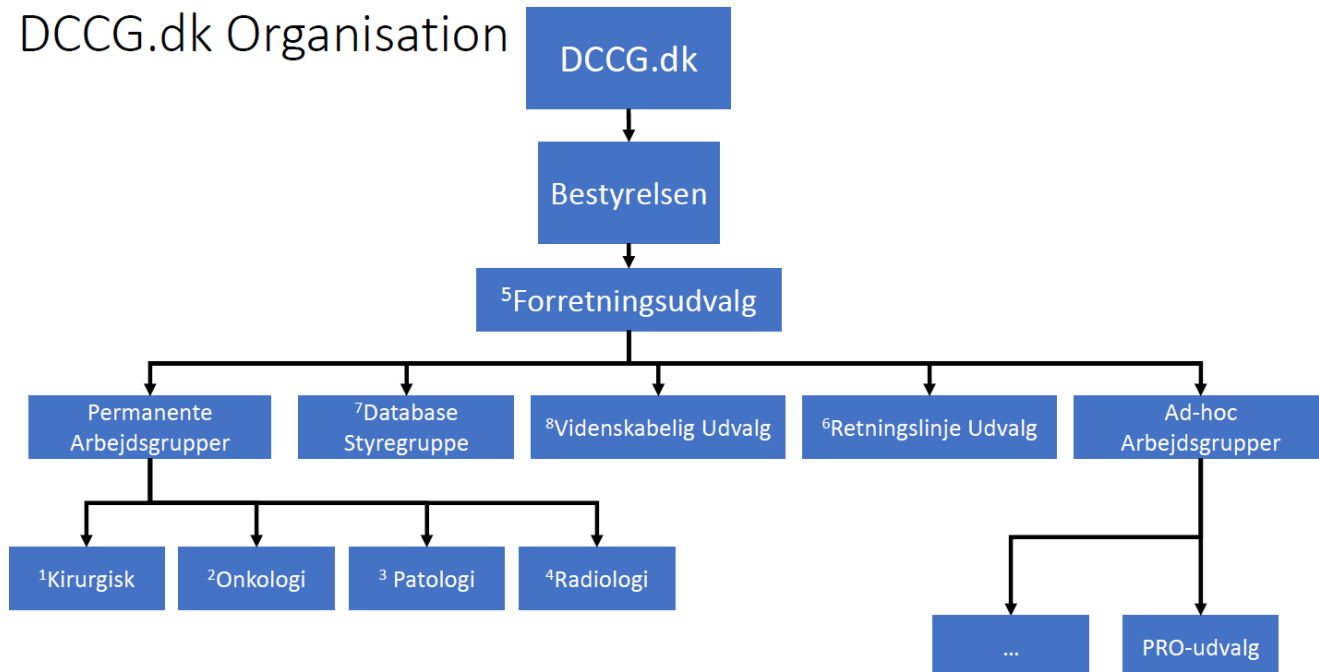 DCCG.dk Organisation
DCCG.dk
Bestyrelsen
⁵Forretningsudvalg
Permanente
Arbejdsgrupper
⁷Database
Styregruppe
⁸Videnskabelig Udvalg
⁶Retningslinje Udvalg
Ad-hoc
Arbejdsgrupper
¹Kirurgisk
²Onkologi
³ Patologi
⁴Radiologi
...
PRO-udvalg